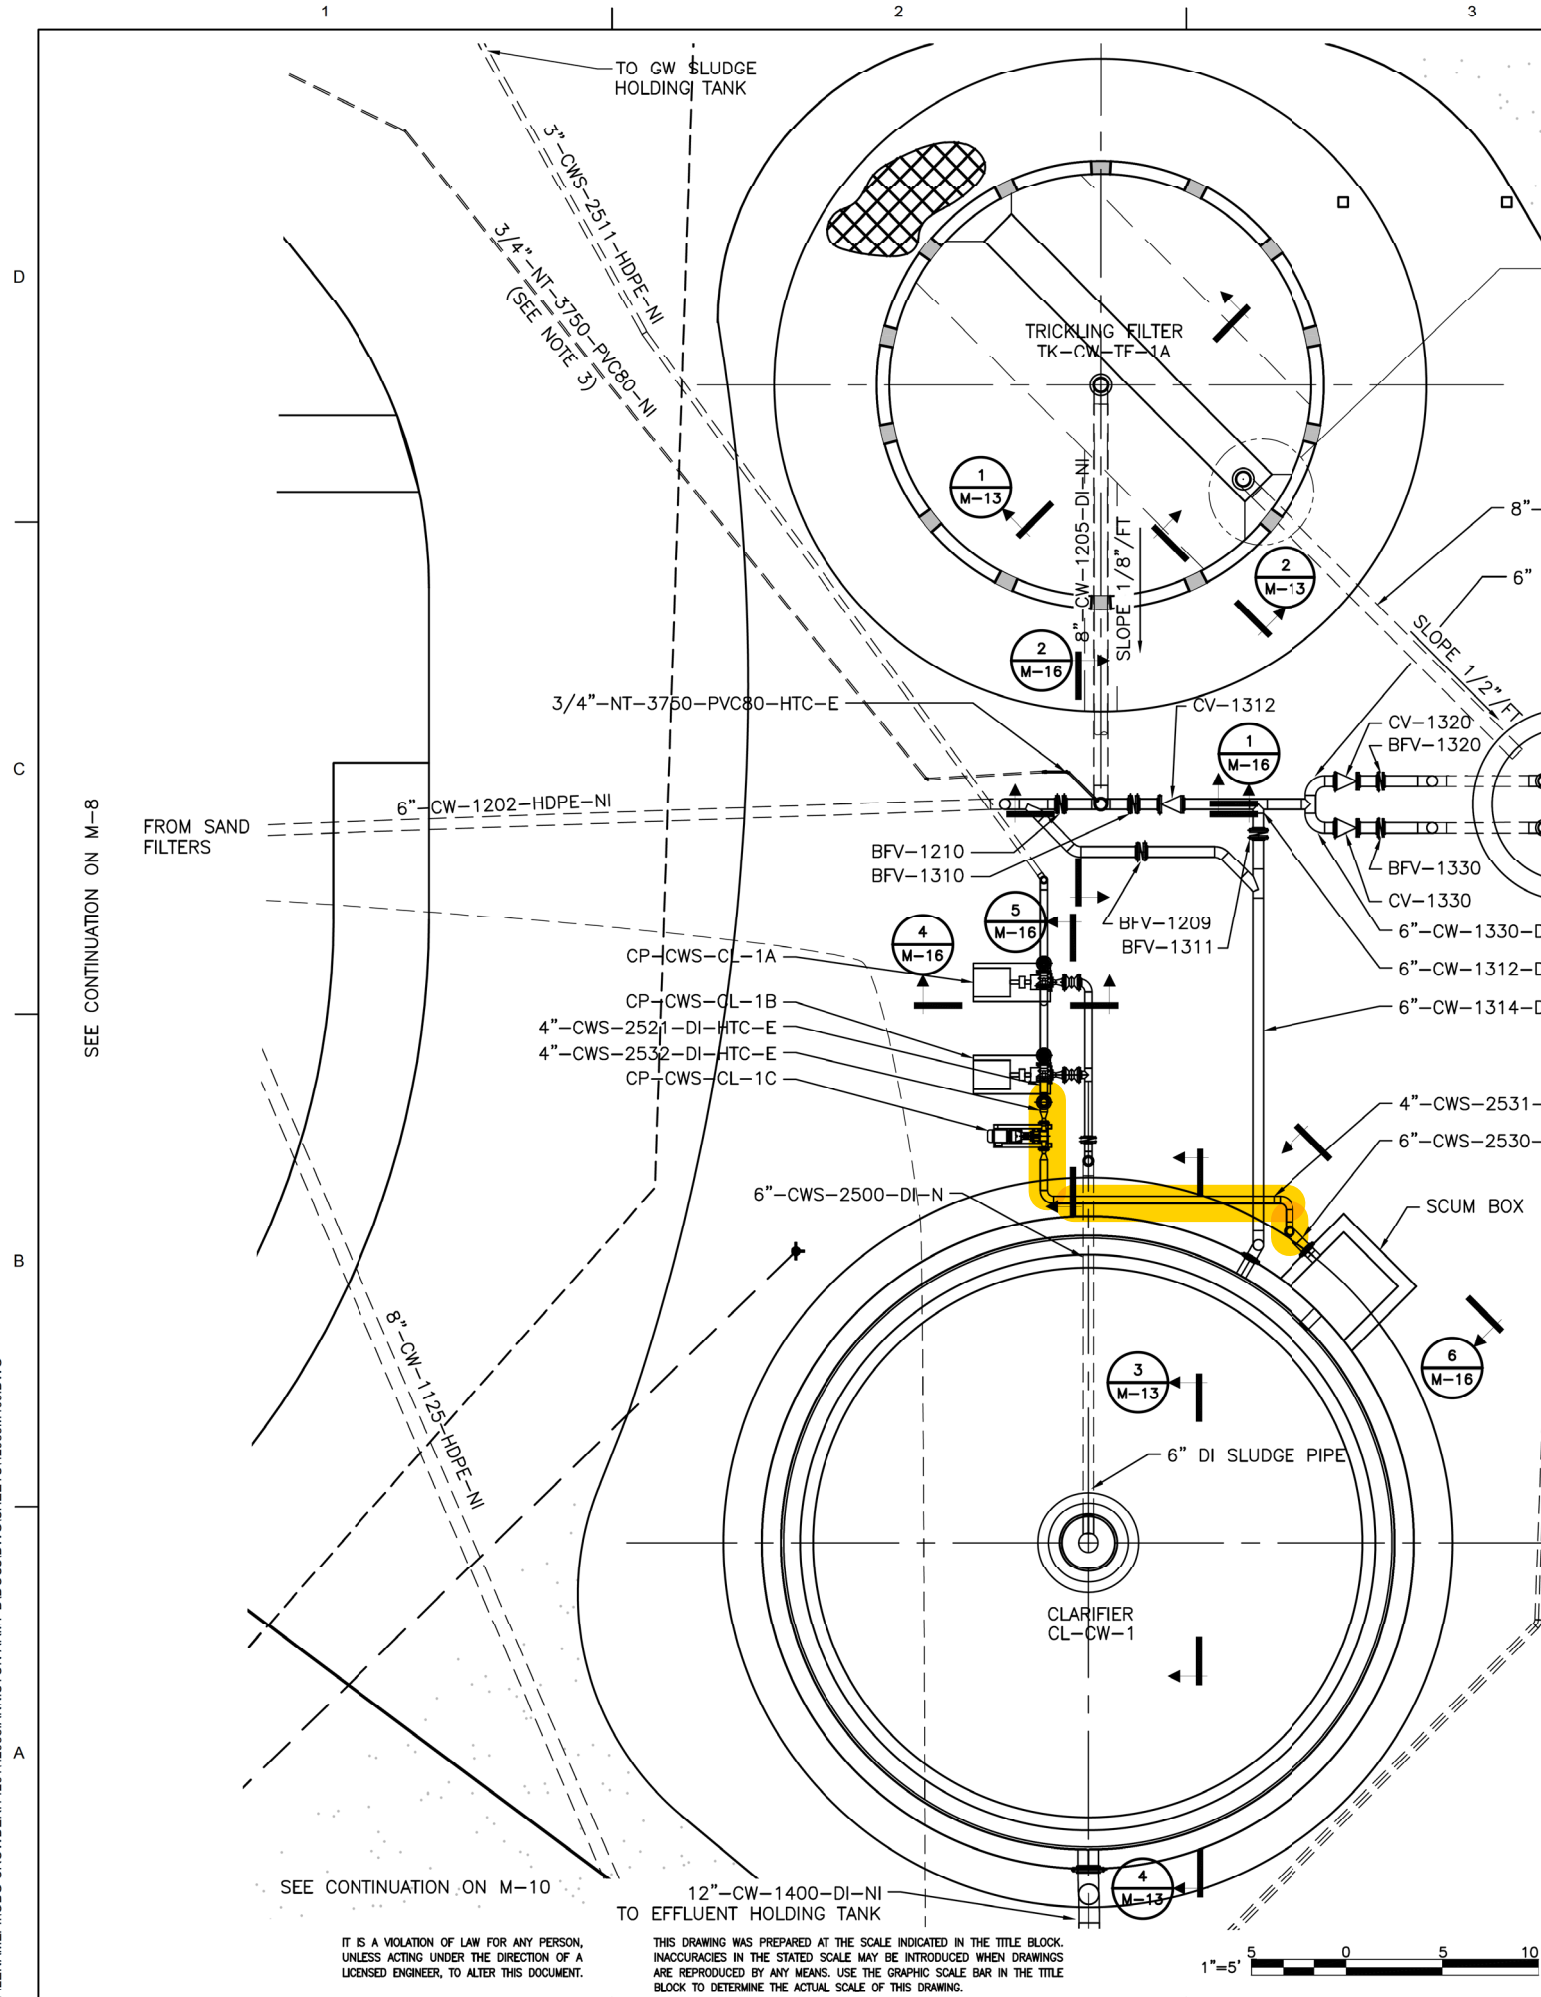 1
2
3
D
C
B
A
TO GW SLUDGE
HOLDING TANK
3"-CWS-2511-HDPE-NI
3/4"-NT-3750-PVC80-NI
(SEE NOTE 3)
TRICKLING FILTER
TK-CW-TF-1A
1
M-13
8"-CW-1205-DI-NI
SLOPE 1/8"/FT
2
M-13
2
M-16
8"-
6"
SLOPE 1/2"/FT
3/4"-NT-3750-PVC80-HTC-E
CV-1312
1
M-16
CV-1320
BFV-1320
6"-CW-1202-HDPE-NI
FROM SAND
FILTERS
SEE CONTINUATION ON M-8
BFV-1210
BFV-1310
BFV-1330
CV-1330
BFV-1209
BFV-1311
5
M-16
4
M-16
6"-CW-1330-D
6"-CW-1312-D
6"-CW-1314-D
CP-CWS-CL-1A
CP-CWS-CL-1B
4"-CWS-2521-DI-HTC-E
4"-CWS-2532-DI-HTC-E
CP-CWS-CL-1C
4"-CWS-2531-
6"-CWS-2530-
6"-CWS-2500-DI-N
SCUM BOX
8"-CW-1125-HDPE-NI
3
M-13
6
M-16
6" DI SLUDGE PIPE
CLARIFIER
CL-CW-1
SEE CONTINUATION ON M-10
12"-CW-1400-DI-NI
TO EFFLUENT HOLDING TANK
4
M-13
IT IS A VIOLATION OF LAW FOR ANY PERSON,
UNLESS ACTING UNDER THE DIRECTION OF A
LICENSED ENGINEER, TO ALTER THIS DOCUMENT.
THIS DRAWING WAS PREPARED AT THE SCALE INDICATED IN THE TITLE BLOCK.
INACCURACIES IN THE STATED SCALE MAY BE INTRODUCED WHEN DRAWINGS
ARE REPRODUCED BY ANY MEANS. USE THE GRAPHIC SCALE BAR IN THE TITLE
BLOCK TO DETERMINE THE ACTUAL SCALE OF THIS DRAWING.
1"=5'
5 0 5 10